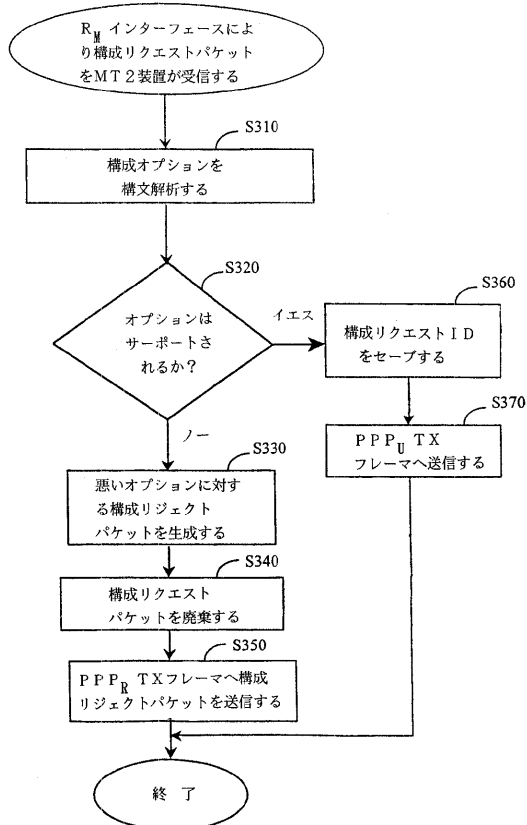 R_M インターフェースによ
り構成リクエストパケット
をMT2装置が受信する
S310
構成オプションを
構文解析する
S320
オプションは
サーポートさ
れるか？
イエス
S360
構成リクエストID
をセーブする
S370
PPP_U TX
フレーマへ送信する
ノー
S330
悪いオプションに対す
る構成リジェクト
パケットを生成する
S340
構成リクエスト
パケットを廃棄する
S350
PPP_R TXフレーマへ構成
リジェクトパケットを送信する
終 了